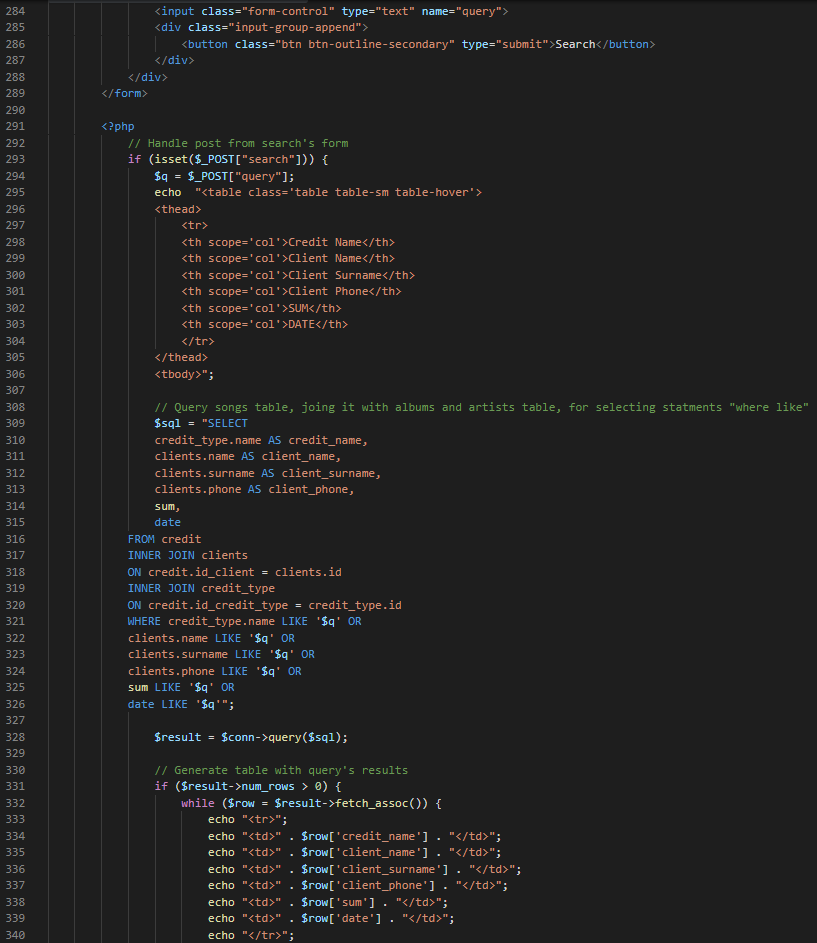 284 <input class="form-control" type="text" name="query">
285 <div class="input-group-append">
286 <button class="btn btn-outline-secondary" type="submit">Search</button>
287 </div>
288 </div>
289 </form>
290
291 <?php
292 // Handle post from search's form
293 if (isset($_POST["search"])) {
294 $q = $_POST["query"];
295 echo  "<table class='table table-sm table-hover'>
296 <thead>
297 <tr>
298 <th scope='col'>Credit Name</th>
299 <th scope='col'>Client Name</th>
300 <th scope='col'>Client Surname</th>
301 <th scope='col'>Client Phone</th>
302 <th scope='col'>SUM</th>
303 <th scope='col'>DATE</th>
304 </tr>
305 </thead>
306 <tbody>";
307
308 // Query songs table, joing it with albums and artists table, for selecting statments "where like"
309 $sql = "SELECT
310 credit_type.name AS credit_name,
311 clients.name AS client_name,
312 clients.surname AS client_surname,
313 clients.phone AS client_phone,
314 sum,
315 date
316 FROM credit
317 INNER JOIN clients
318 ON credit.id_client = clients.id
319 INNER JOIN credit_type
320 ON credit.id_credit_type = credit_type.id
321 WHERE credit_type.name LIKE '$q' OR
322 clients.name LIKE '$q' OR
323 clients.surname LIKE '$q' OR
324 clients.phone LIKE '$q' OR
325 sum LIKE '$q' OR
326 date LIKE '$q'";
327
328 $result = $conn->query($sql);
329
330 // Generate table with query's results
331 if ($result->num_rows > 0) {
332 while ($row = $result->fetch_assoc()) {
333 echo "<tr>";
334 echo "<td>" . $row['credit_name'] . "</td>";
335 echo "<td>" . $row['client_name'] . "</td>";
336 echo "<td>" . $row['client_surname'] . "</td>";
337 echo "<td>" . $row['client_phone'] . "</td>";
338 echo "<td>" . $row['sum'] . "</td>";
339 echo "<td>" . $row['date'] . "</td>";
340 echo "</tr>";